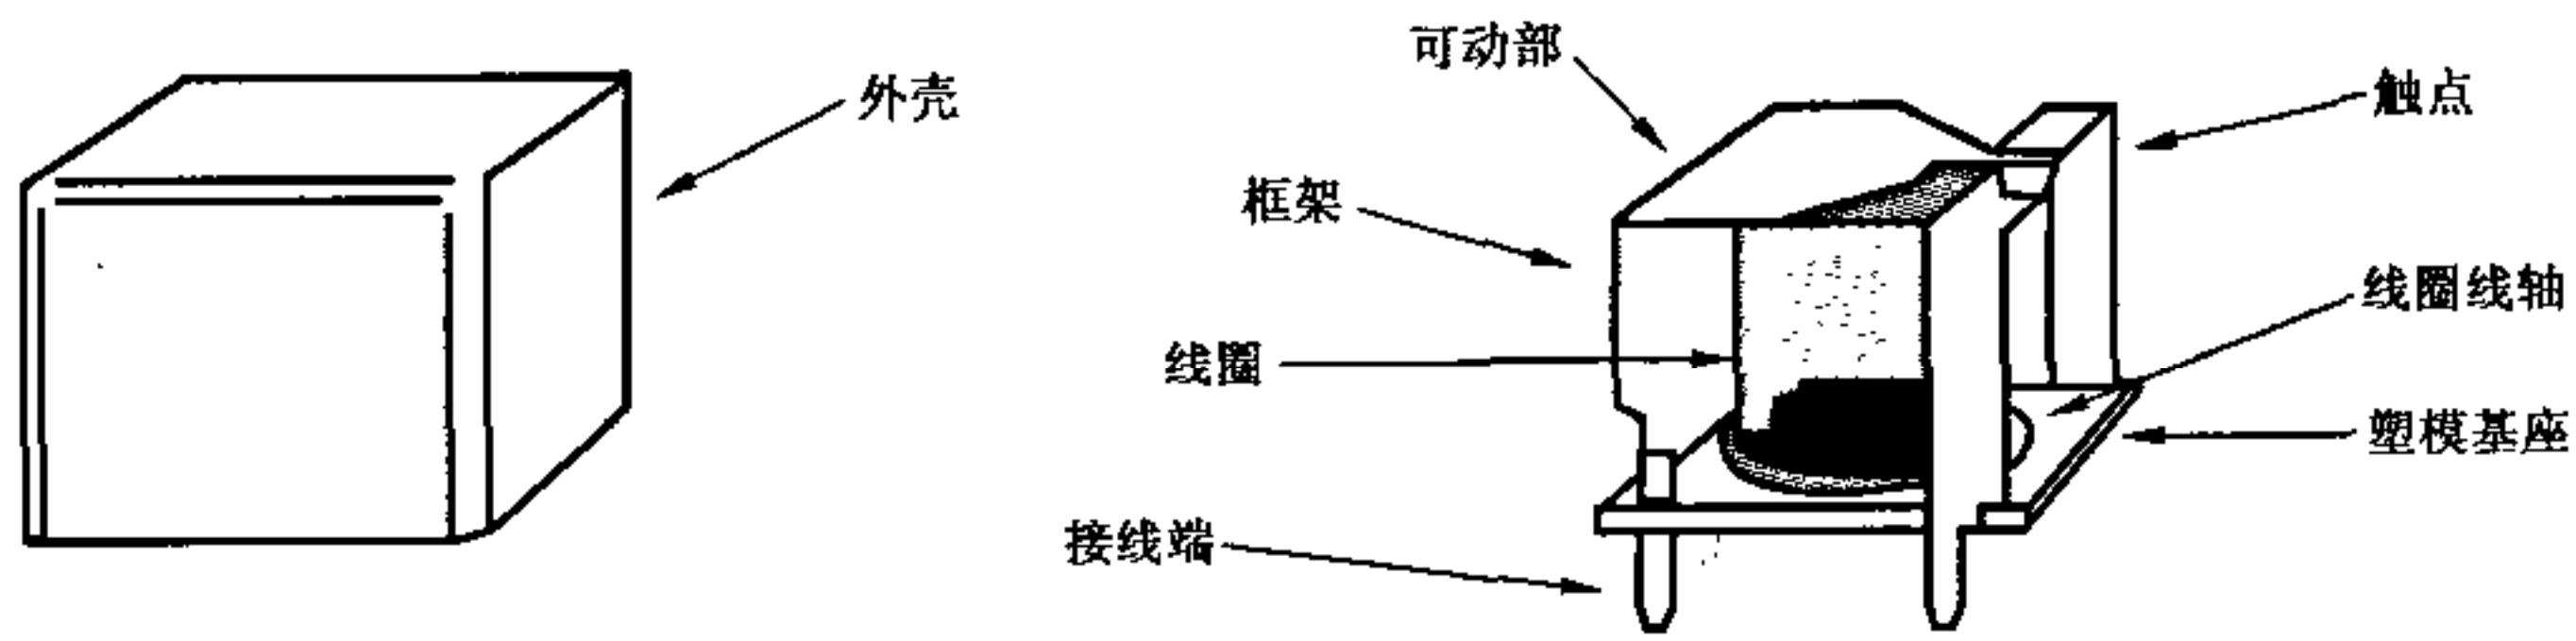 可动部
外壳
触点
框架
线圈线轴
线圈
塑模基座
接线端